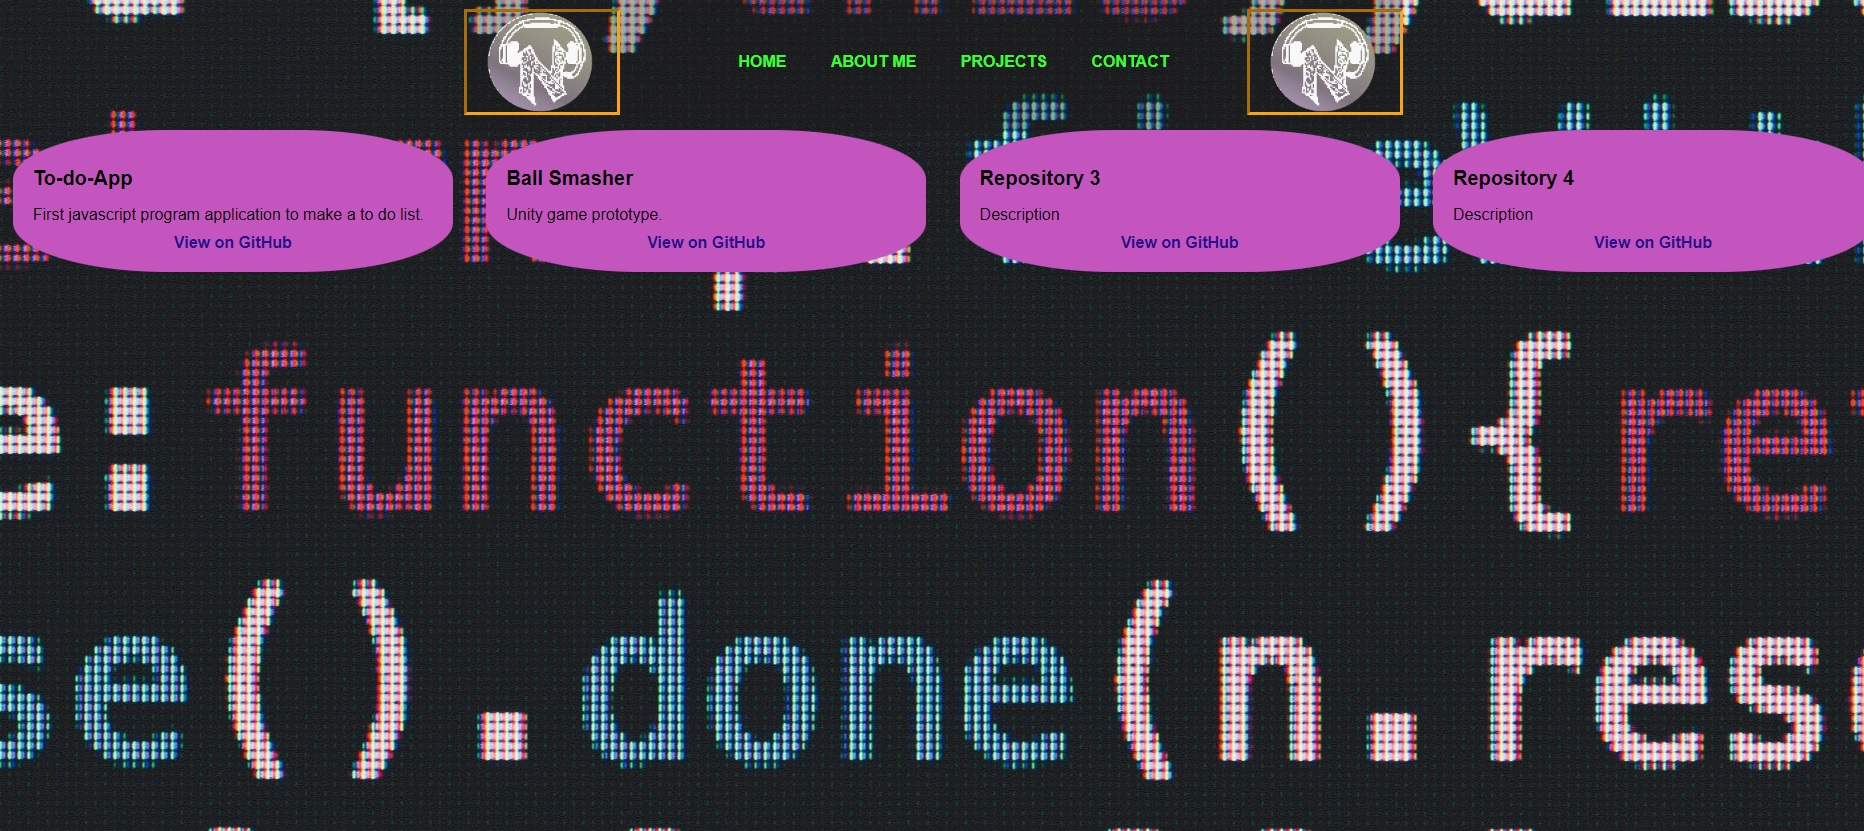 HOME ABOUT ME PROJECTS CONTACT
To-do-App
First javascript program application to make a to do list.
View on GitHub
Ball Smasher
Unity game prototype.
View on GitHub
Repository 3
Description
View on GitHub
Repository 4
Description
View on GitHub
e:function(){re
se().done(n.res